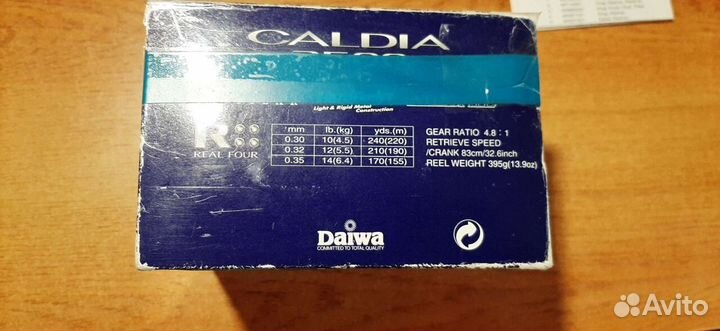 CALDIA
Light & Rigid Metal
Construction
R
REAL FOUR
mm lb.(kg) yds.(m)
0.30 10(4.5) 240(220)
0.32 12(5.5) 210(190)
0.35 14(6.4) 170(155)
GEAR RATIO 4.8 : 1
RETRIEVE SPEED
/CRANK 83cm/32.6inch
REEL WEIGHT 395g(13.9oz)
Daiwa
COMMITTED TO TOTAL QUALITY
Avito